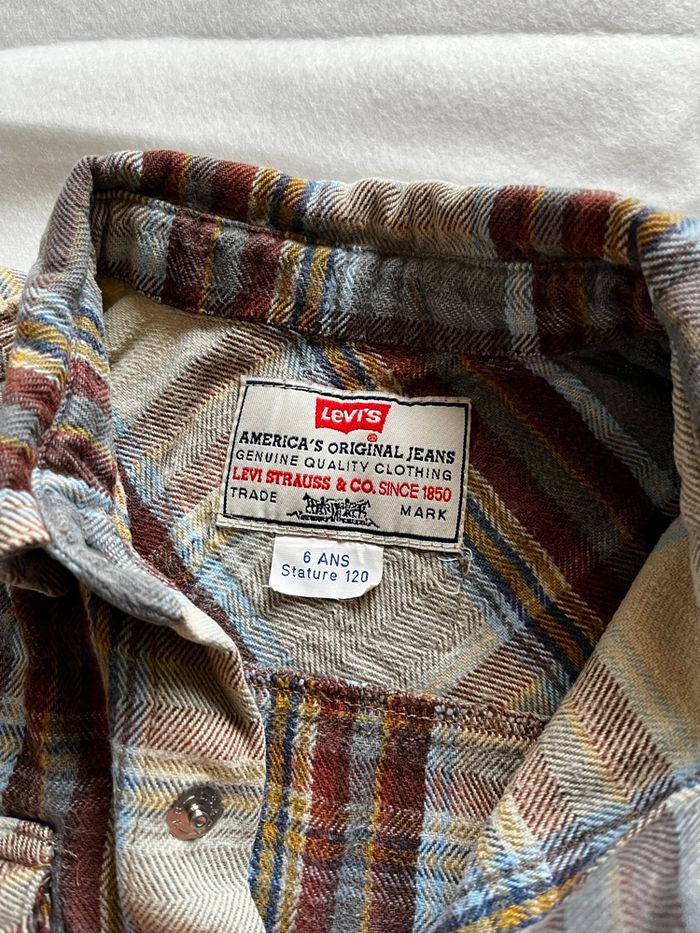 Levi's
®
AMERICA'S ORIGINAL JEANS
GENUINE QUALITY CLOTHING
LEVI STRAUSS & CO. SINCE 1850
TRADE MARK
6 ANS
Stature 120